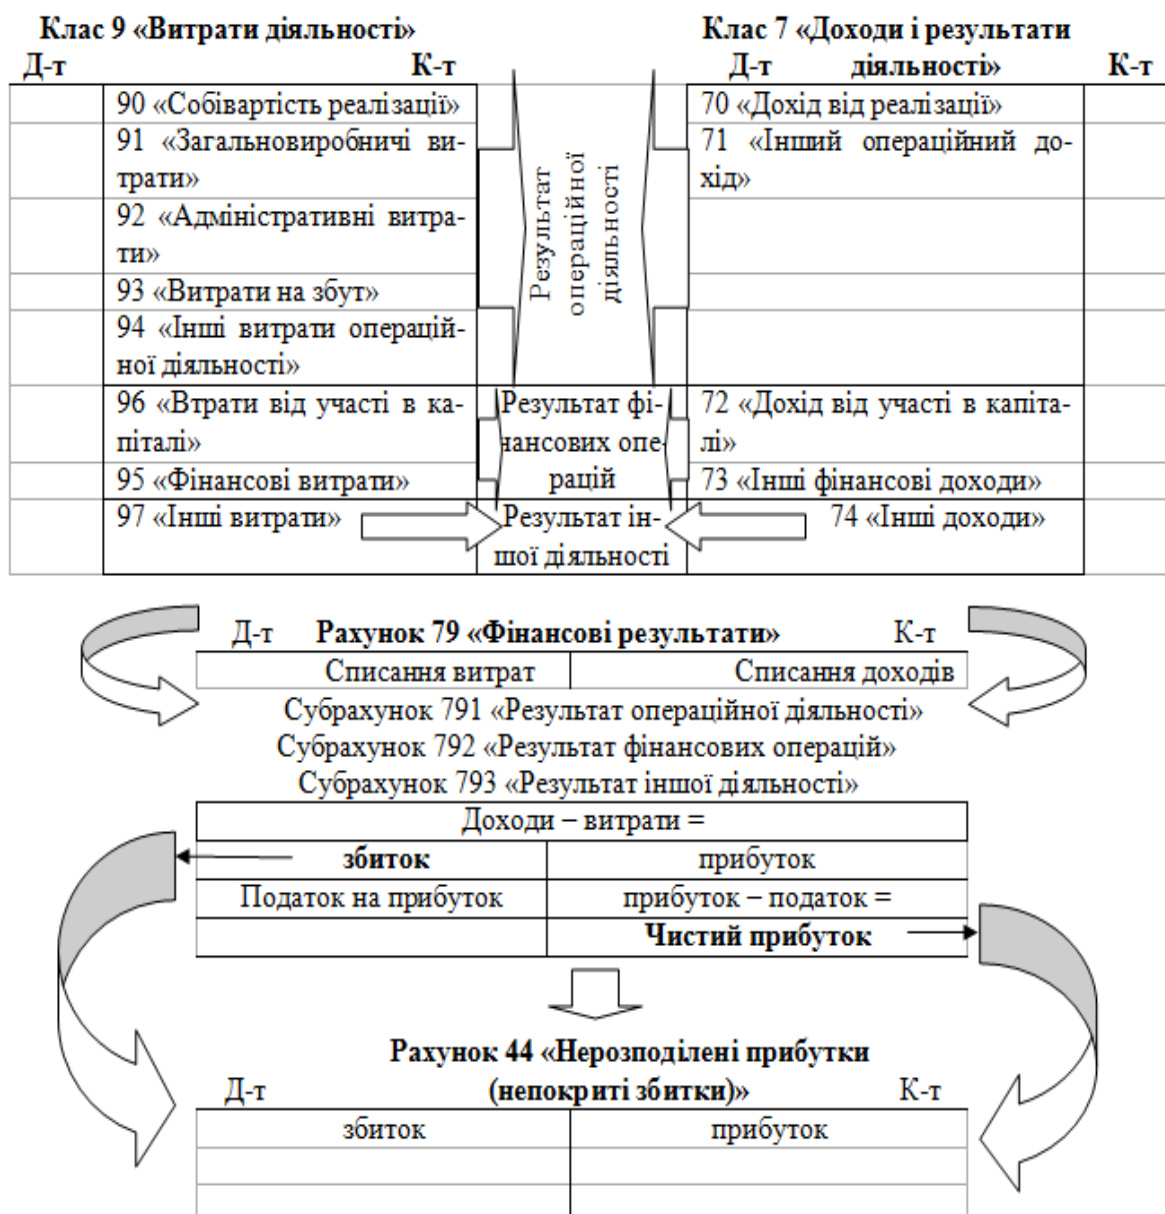 Клас 9 «Витрати діяльності»
Д-т К-т
90 «Собівартість реалізації»
91 «Загальновиробничі ви-
трати»
92 «Адміністративні витра-
ти»
93 «Витрати на збут»
94 «Інші витрати операцій-
ної діяльності»
96 «Втрати від участі в ка-
піталі»
95 «Фінансові витрати»
97 «Інші витрати»
Результат
операційної
діяльності
Результат фі-
нансових опе-
рацій
Результат ін-
шої діяльності
Клас 7 «Доходи і результати
Д-т діяльності» К-т
70 «Дохід від реалізації»
71 «Інший операційний до-
хід»
72 «Дохід від участі в капіта-
лі»
73 «Інші фінансові доходи»
74 «Інші доходи»
Д-т Рахунок 79 «Фінансові результати» К-т
Списання витрат Списання доходів
Субрахунок 791 «Результат операційної діяльності»
Субрахунок 792 «Результат фінансових операцій»
Субрахунок 793 «Результат іншої діяльності»
Доходи – витрати =
збиток прибуток
Податок на прибуток прибуток – податок =
Чистий прибуток
Рахунок 44 «Нерозподілені прибутки
Д-т (непокриті збитки)» К-т
збиток прибуток